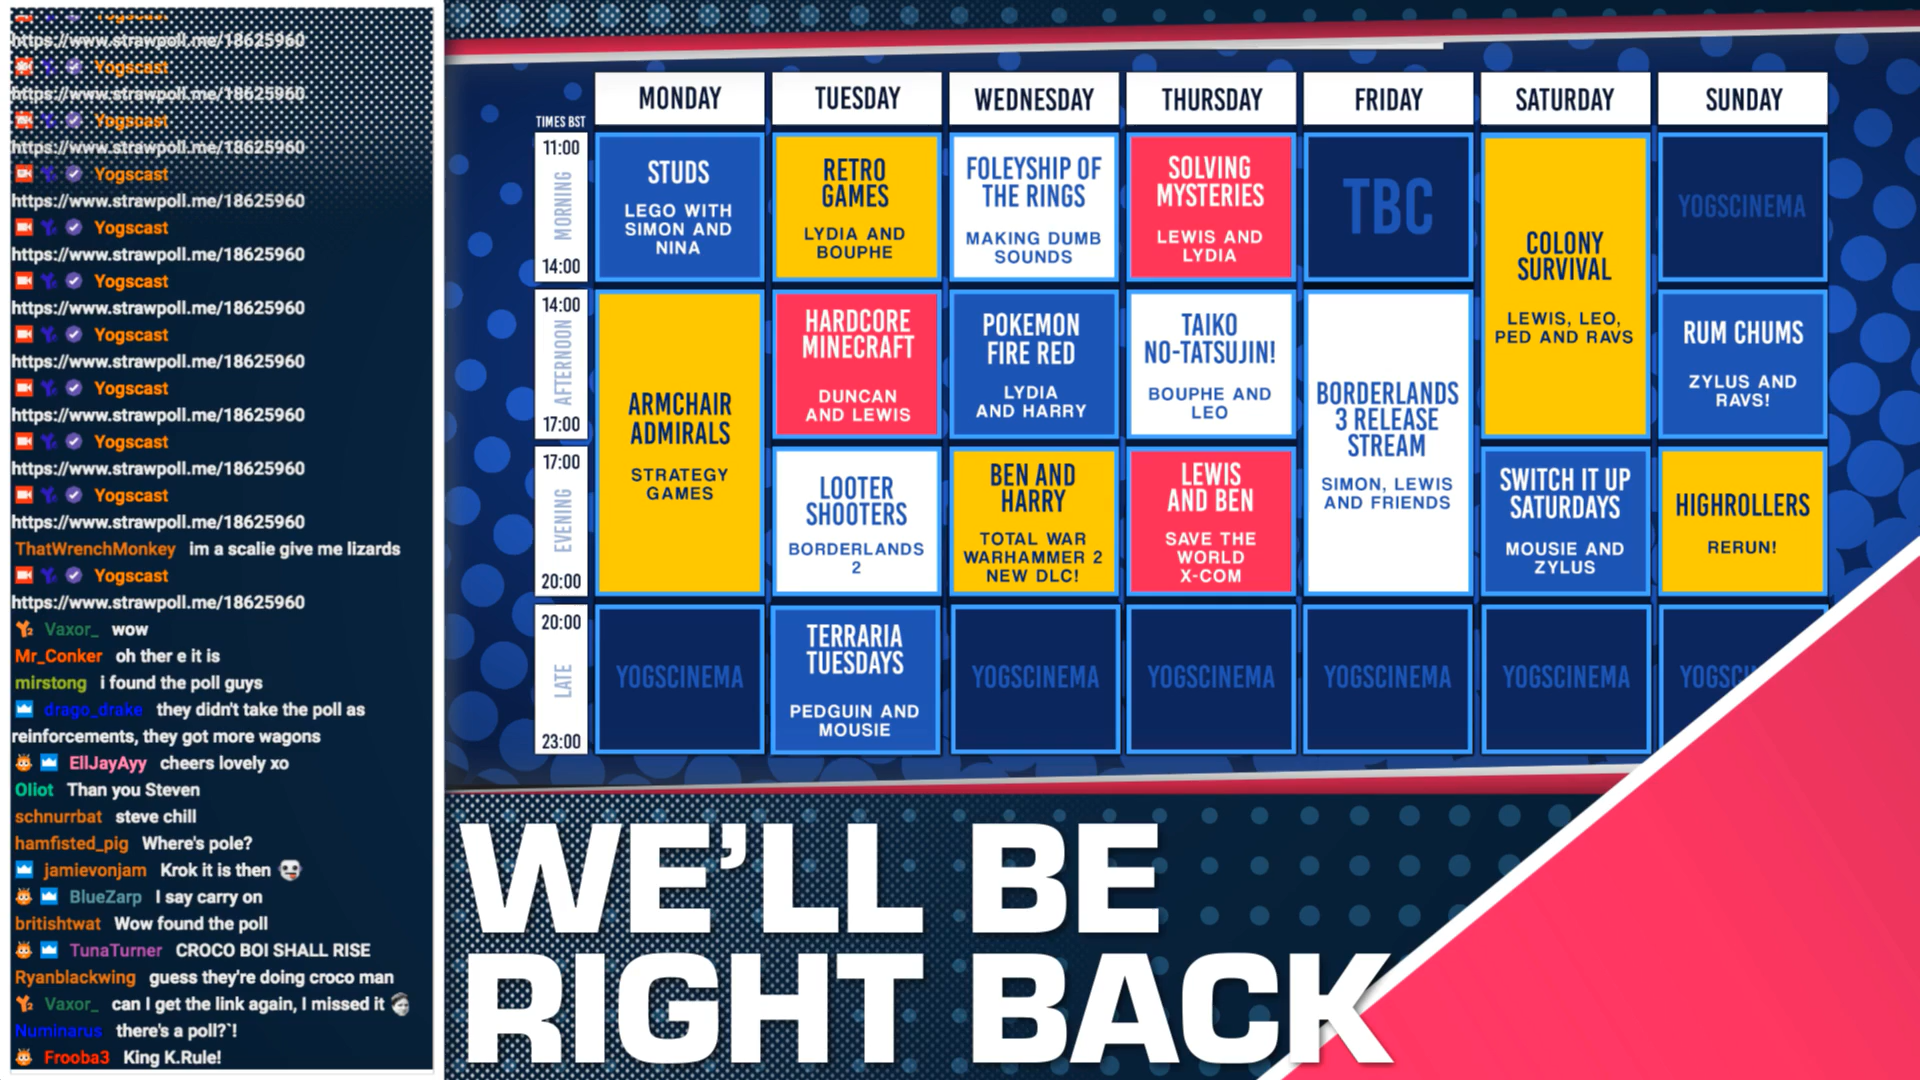 Yogscast
https://www.strawpoll.me/18625960
Yogscast
https://www.strawpoll.me/18625960
Yogscast
https://www.strawpoll.me/18625960
Yogscast
https://www.strawpoll.me/18625960
Yogscast
https://www.strawpoll.me/18625960
Yogscast
https://www.strawpoll.me/18625960
Yogscast
https://www.strawpoll.me/18625960
Yogscast
https://www.strawpoll.me/18625960
Yogscast
https://www.strawpoll.me/18625960
Yogscast
https://www.strawpoll.me/18625960
ThatWrenchMonkey im a scalie give me lizards
Yogscast
https://www.strawpoll.me/18625960
Vaxor_ wow
Mr_Conker oh ther e it is
mirstong i found the poll guys
drago_drake they didn't take the poll as
reinforcements, they got more wagons
EllJayAyy cheers lovely xo
Oliot Than you Steven
schnurrbat steve chill
hamfisted_pig Where's pole?
jamievonjam Krok it is then
BlueZarp I say carry on
britishtwat Wow found the poll
TunaTurner CROCO BOI SHALL RISE
Ryanblackwing guess they're doing croco man
Vaxor_ can I get the link again, I missed it
Numinarus there's a poll?`!
Frooba3 King K.Rule!
TIMES BST
MONDAY
TUESDAY
WEDNESDAY
THURSDAY
FRIDAY
SATURDAY
SUNDAY
11:00
MORNING
14:00
STUDS
LEGO WITH
SIMON AND
NINA
RETRO
GAMES
LYDIA AND
BOUPHE
FOLEYSHIP OF
THE RINGS
MAKING DUMB
SOUNDS
SOLVING
MYSTERIES
LEWIS AND
LYDIA
TBC
COLONY
SURVIVAL
LEWIS, LEO,
PED AND RAVS
YOGSCINEMA
14:00
AFTERNOON
17:00
ARMCHAIR
ADMIRALS
STRATEGY
GAMES
HARDCORE
MINECRAFT
DUNCAN
AND LEWIS
POKEMON
FIRE RED
LYDIA
AND HARRY
TAIKO
NO-TATSUJIN!
BOUPHE AND
LEO
BORDERLANDS
3 RELEASE
STREAM
SIMON, LEWIS
AND FRIENDS
RUM CHUMS
ZYLUS AND
RAVS!
17:00
EVENING
20:00
LOOTER
SHOOTERS
BORDERLANDS
2
BEN AND
HARRY
TOTAL WAR
WARHAMMER 2
NEW DLC!
LEWIS
AND BEN
SAVE THE
WORLD
X-COM
SWITCH IT UP
SATURDAYS
MOUSIE AND
ZYLUS
HIGHROLLERS
RERUN!
20:00
LATE
23:00
YOGSCINEMA
TERRARIA
TUESDAYS
PEDGUIN AND
MOUSIE
YOGSCINEMA
YOGSCINEMA
YOGSCINEMA
YOGSCINEMA
YOGSC
WE'LL BE
RIGHT BACK